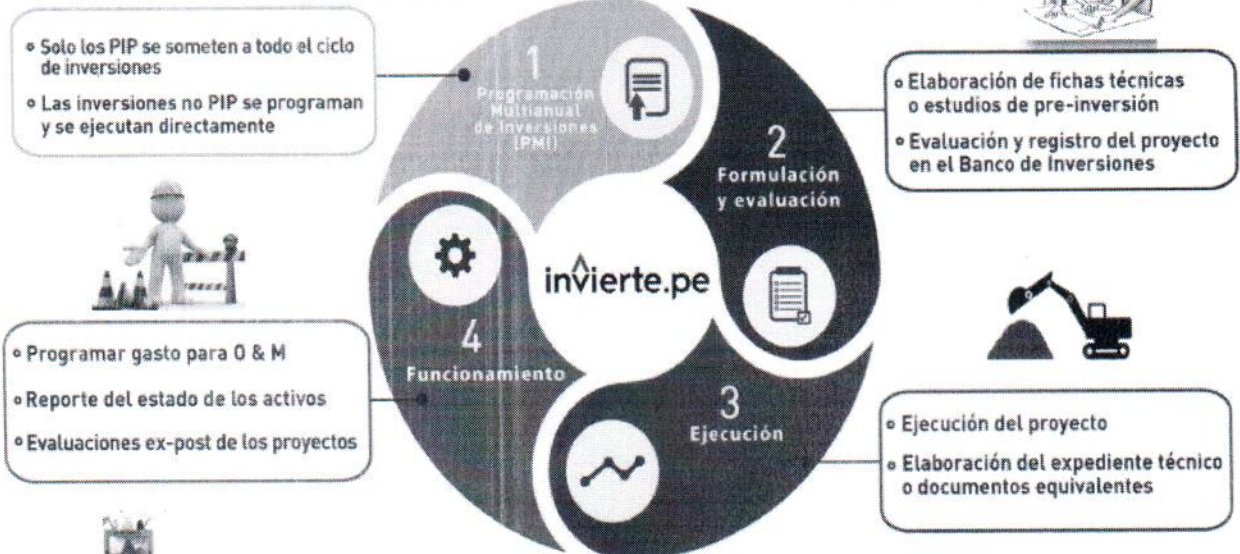 • Solo los PIP se someten a todo el ciclo
de inversiones
• Las inversiones no PIP se programan
y se ejecutan directamente
1
Programación
Multianual
de Inversiones
(PMI)
2
Formulación
y evaluación
• Elaboración de fichas técnicas
o estudios de pre-inversión
• Evaluación y registro del proyecto
en el Banco de Inversiones
invierte.pe
4
Funcionamiento
• Programar gasto para O & M
• Reporte del estado de los activos
• Evaluaciones ex-post de los proyectos
3
Ejecución
• Ejecución del proyecto
• Elaboración del expediente técnico
o documentos equivalentes